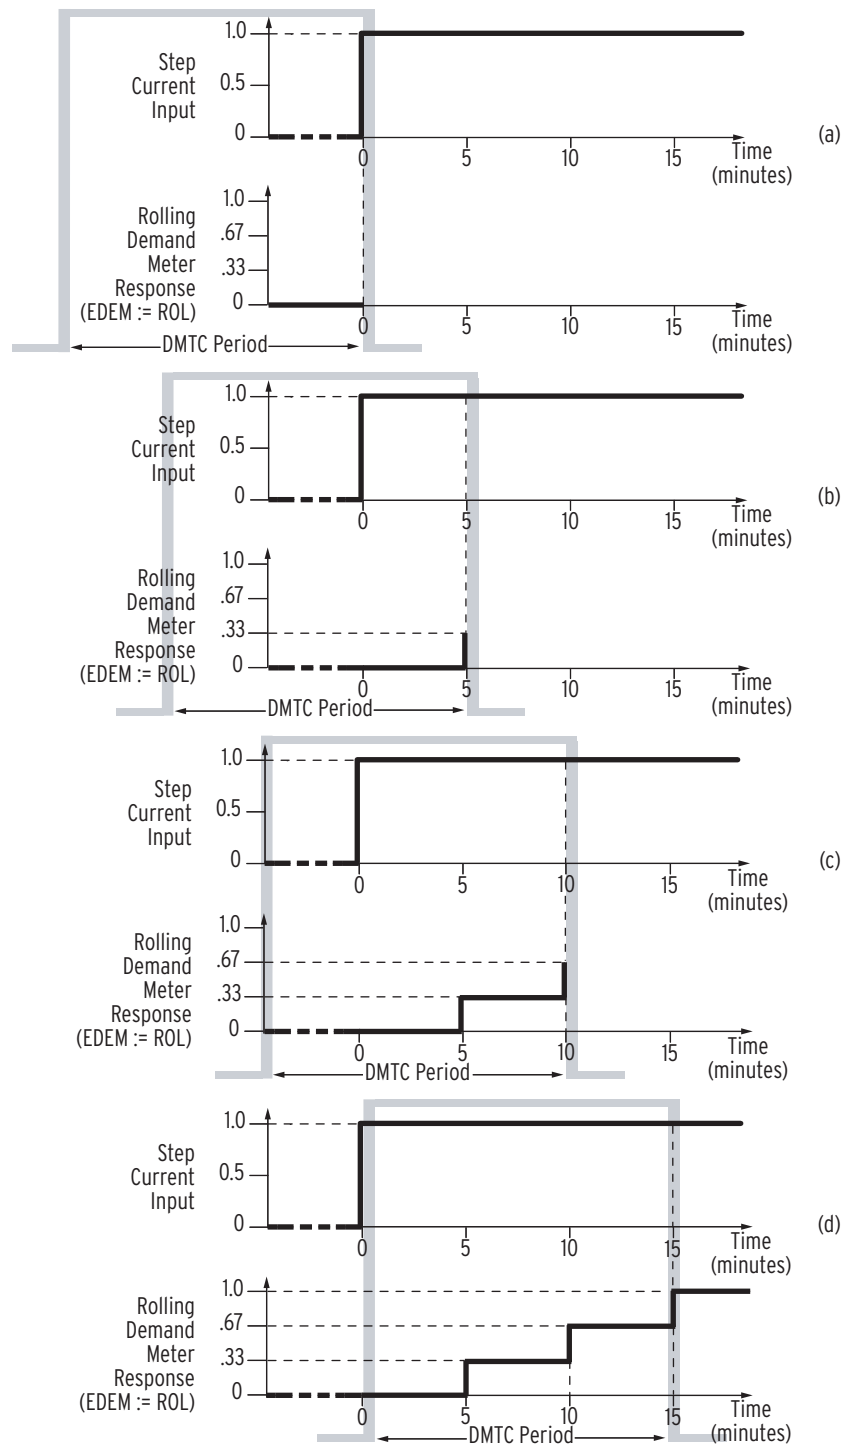 1.0
Step
Current
Input
0.5
0
0
5
10
15
Time
(minutes)
(a)
1.0
Rolling
Demand
Meter
Response
(EDEM := ROL)
.67
.33
0
0
5
10
15
Time
(minutes)
DMTC Period
1.0
Step
Current
Input
0.5
0
0
5
10
15
Time
(minutes)
(b)
1.0
Rolling
Demand
Meter
Response
(EDEM := ROL)
.67
.33
0
0
5
10
15
Time
(minutes)
DMTC Period
1.0
Step
Current
Input
0.5
0
0
5
10
15
Time
(minutes)
(c)
1.0
Rolling
Demand
Meter
Response
(EDEM := ROL)
.67
.33
0
0
5
10
15
Time
(minutes)
DMTC Period
1.0
Step
Current
Input
0.5
0
0
5
10
15
Time
(minutes)
(d)
1.0
Rolling
Demand
Meter
Response
(EDEM := ROL)
.67
.33
0
0
5
10
15
Time
(minutes)
DMTC Period